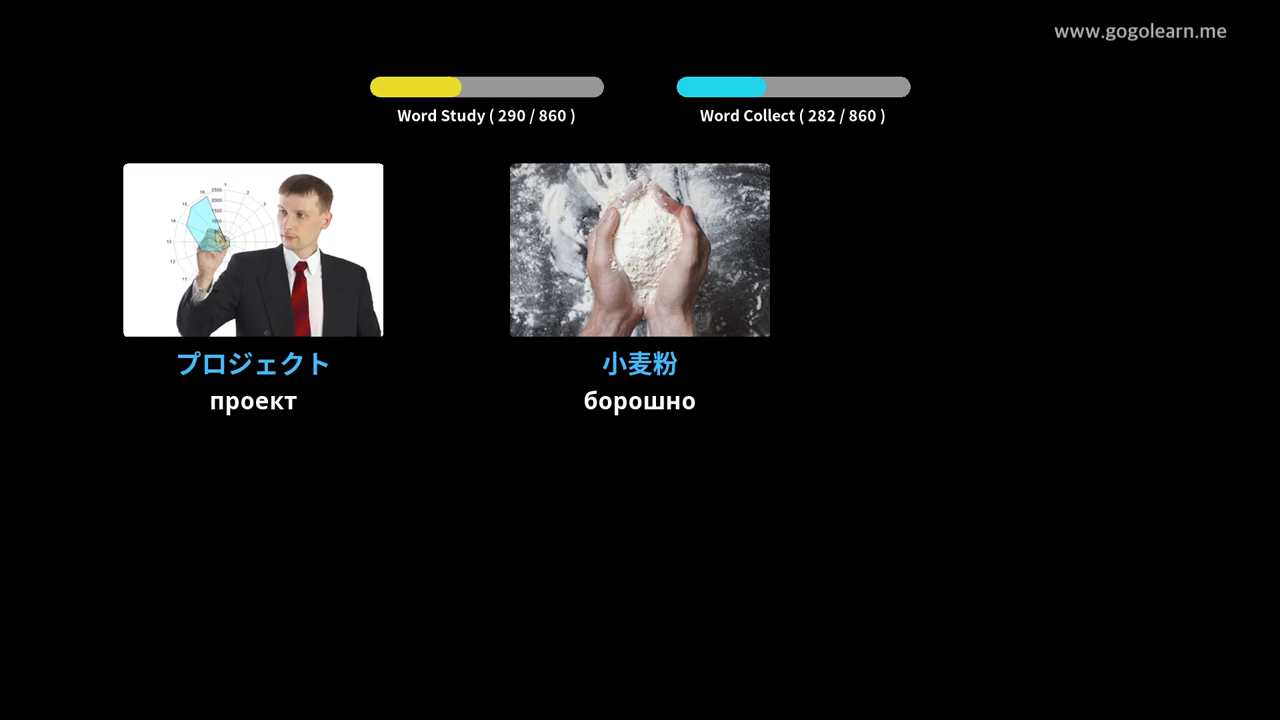 www.gogolearn.me
Word Study ( 290 / 860 )
Word Collect ( 282 / 860 )
プロジェクト
проект
小麦粉
борошно